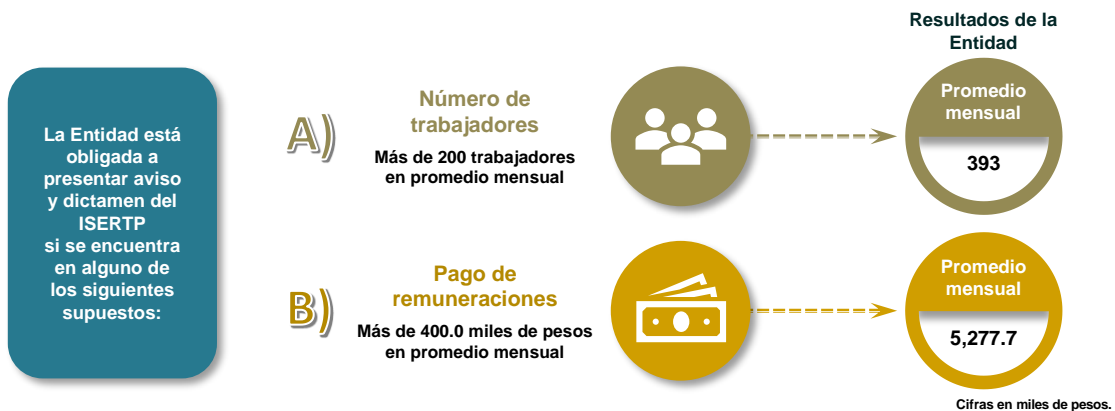 La Entidad está
obligada a
presentar aviso
y dictamen del
ISERTP
si se encuentra
en alguno de
los siguientes
supuestos:
A)
Número de
trabajadores
Más de 200 trabajadores
en promedio mensual
Resultados de la
Entidad
Promedio
mensual
393
B)
Pago de
remuneraciones
Más de 400.0 miles de pesos
en promedio mensual
Promedio
mensual
5,277.7
Cifras en miles de pesos.